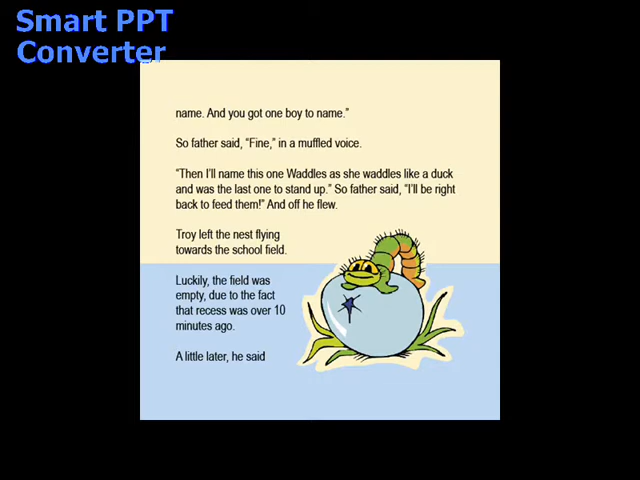 Smart PPT
Converter
name. And you got one boy to name.”
So father said, “Fine,” in a muffled voice.
“Then I’ll name this one Waddles as she waddles like a duck
and was the last one to stand up.” So father said, “I’ll be right
back to feed them!” And off he flew.
Troy left the nest flying
towards the school field.
Luckily, the field was
empty, due to the fact
that recess was over 10
minutes ago.
A little later, he said